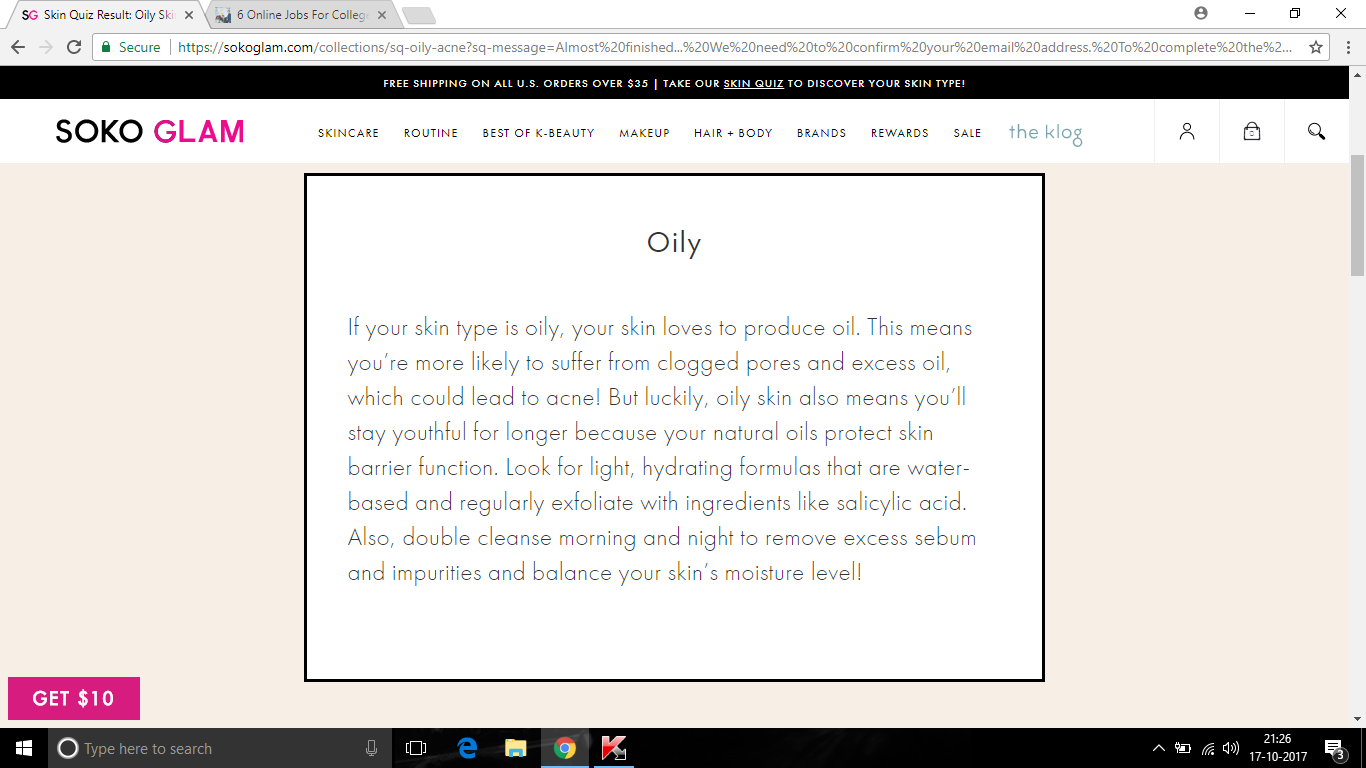 SG Skin Quiz Result: Oily Ski
6 Online Jobs For Colleg
Secure
https://sokoglam.com/collections/sq-oily-acne?sq-message=Almost%20finished...%20We%20need%20to%20confirm%20your%20email%20address.%20To%20complete%20the%2...
FREE SHIPPING ON ALL U.S. ORDERS OVER $35 | TAKE OUR SKIN QUIZ TO DISCOVER YOUR SKIN TYPE!
SOKO GLAM
SKINCARE ROUTINE BEST OF K-BEAUTY MAKEUP HAIR + BODY BRANDS REWARDS SALE the klog
0
Oily
If your skin type is oily, your skin loves to produce oil. This means
you’re more likely to suffer from clogged pores and excess oil,
which could lead to acne! But luckily, oily skin also means you’ll
stay youthful for longer because your natural oils protect skin
barrier function. Look for light, hydrating formulas that are water-
based and regularly exfoliate with ingredients like salicylic acid.
Also, double cleanse morning and night to remove excess sebum
and impurities and balance your skin’s moisture level!
GET $10
Type here to search
21:26
17-10-2017
3